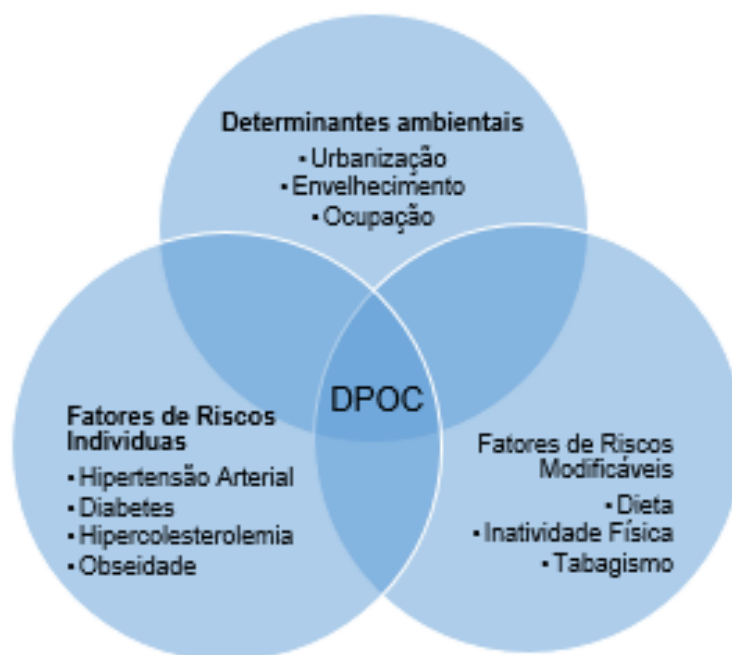 Determinantes ambientais
▪Urbanização
▪Envelhecimento
▪Ocupação
DPOC
Fatores de Riscos
Individuas
▪Hipertensão Arterial
▪Diabetes
▪Hipercolesterolemia
▪Obseidade
Fatores de Riscos
Modificáveis
▪Dieta
▪Inatividade Física
▪Tabagismo